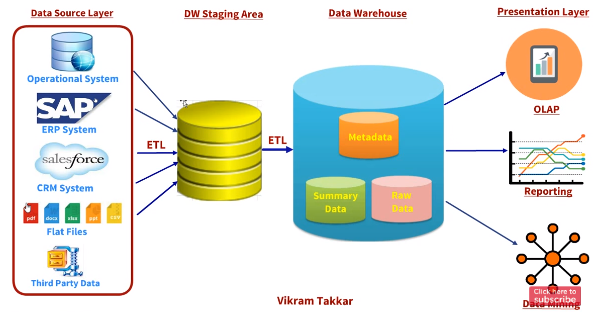 Data Source Layer
DW Staging Area
Data Warehouse
Presentation Layer
Operational System
SAP
ERP System
salesforce
CRM System
pdf
docx
xlsx
ppt
csv
Flat Files
Third Party Data
ETL
ETL
Metadata
Summary
Data
Raw
Data
OLAP
Reporting
Data Mining
Click here to
subscribe
Vikram Takkar